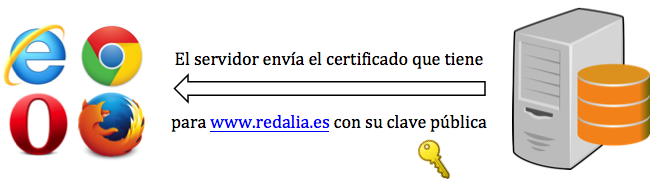 El servidor envía el certificado que tiene
para www.redalia.es con su clave pública